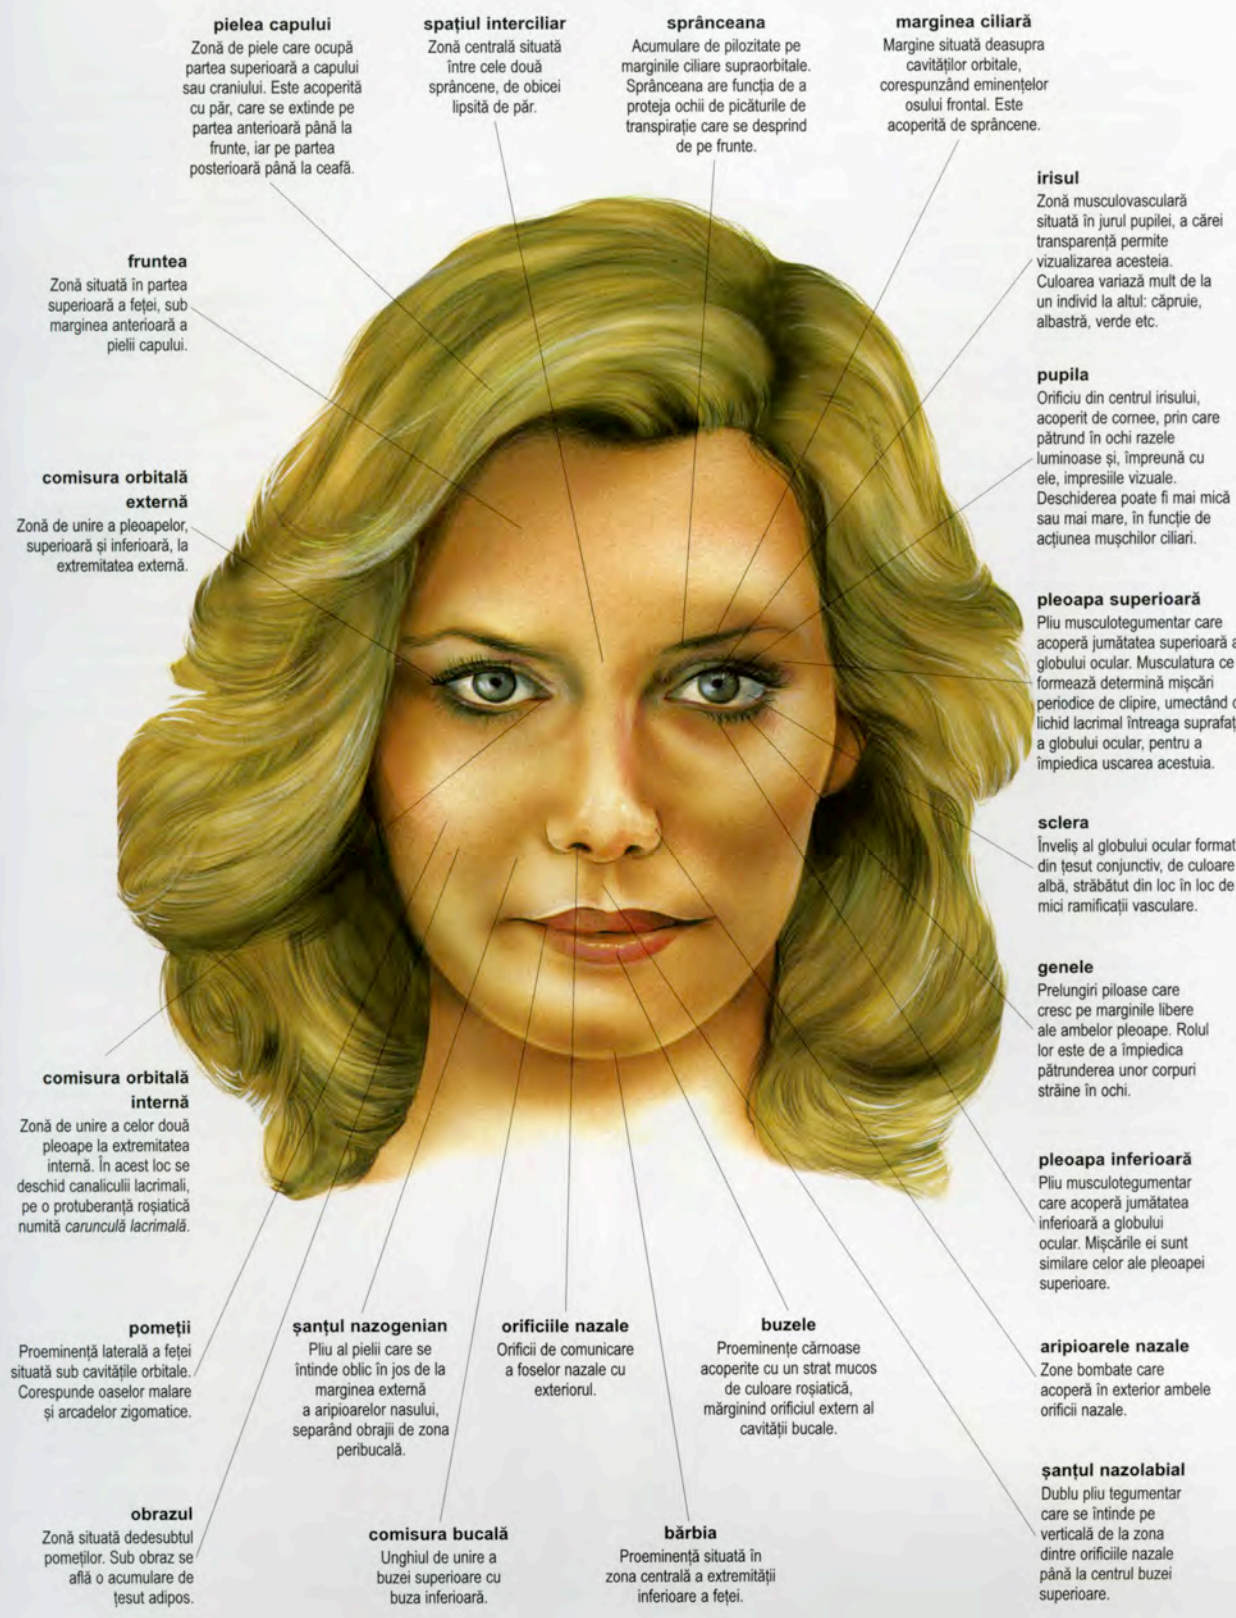 pielea capului
Zonă de piele care ocupă
partea superioară a capului
sau craniului. Este acoperită
cu păr, care se extinde pe
partea anterioară până la
frunte, iar pe partea
posterioară până la ceafă.
spațiul interciliar
Zonă centrală situată
între cele două
sprâncene, de obicei
lipsită de păr.
sprânceana
Acumulare de pilozitate pe
marginile ciliare supraorbitale.
Sprânceana are funcția de a
proteja ochii de picăturile de
transpirație care se desprind
de pe frunte.
marginea ciliară
Margine situată deasupra
cavităților orbitale,
corespunzând eminențelor
osului frontal. Este
acoperită de sprâncene.
irisul
Zonă musculovasculară
situată în jurul pupilei, a cărei
transparență permite
vizualizarea acesteia.
Culoarea variază mult de la
un individ la altul: căpruie,
albastră, verde etc.
fruntea
Zonă situată în partea
superioară a feței, sub
marginea anterioară a
pielii capului.
pupila
Orificiu din centrul irisului,
acoperit de cornee, prin care
pătrund în ochi razele
luminoase și, împreună cu
ele, impresiile vizuale.
Deschiderea poate fi mai mică
sau mai mare, în funcție de
acțiunea mușchilor ciliari.
comisura orbitală
externă
Zonă de unire a pleoapelor,
superioară și inferioară, la
extremitatea externă.
pleoapa superioară
Pliu musculotegumentar care
acoperă jumătatea superioară a
globului ocular. Musculatura ce
formează determină mișcări
periodice de clipire, umectând
lichid lacrimal întreaga
a globului ocular, pentru a
împiedica uscarea acestuia.
sclera
Înveliș al globului ocular format
din țesut conjunctiv, de culoare
albă, străbătut din loc în loc de
mici ramificații vasculare.
genele
Prelungiri piloase care
cresc pe marginile libere
ale ambelor pleoape. Rolul
lor este de a împiedica
pătrunderea unor corpuri
străine în ochi.
comisura orbitală
internă
Zonă de unire a celor două
pleoape la extremitatea
internă. În acest loc se
deschid canaliculii lacrimali,
pe o protuberanță roșiatică
numită carunculă lacrimală.
pleoapa inferioară
Pliu musculotegumentar
care acoperă jumătatea
inferioară a globului
ocular. Mișcările ei sunt
similare celor ale pleoapei
superioare.
pomeții
Proeminență laterală a feței
situată sub cavitățile orbitale.
Corespunde oaselor malare
și arcadelor zigomatice.
șanțul nazogenian
Pliu al pielii care se
întinde oblic în jos de la
marginea externă
a aripioarelor nasului,
separând obrajii de zona
peribucală.
orificiile nazale
Orificii de comunicare
a foselor nazale cu
exteriorul.
buzele
Proeminențe cărnoase
acoperite cu un strat mucos
de culoare roșiatică,
mărginind orificiul extern al
cavității bucale.
aripioarele nazale
Zone bombate care
acoperă în exterior ambele
orificii nazale.
obrazul
Zonă situată dedesubtul
pomeților. Sub obraz se
află o acumulare de
țesut adipos.
comisura bucală
Unghiul de unire a
buzei superioare cu
buza inferioară.
bărbia
Proeminență situată în
zona centrală a extremității
inferioare a feței.
șanțul nazolabial
Dublu pliu tegumentar
care se întinde pe
verticală de la zona
dintre orificiile nazale
până la centrul buzei
superioare.